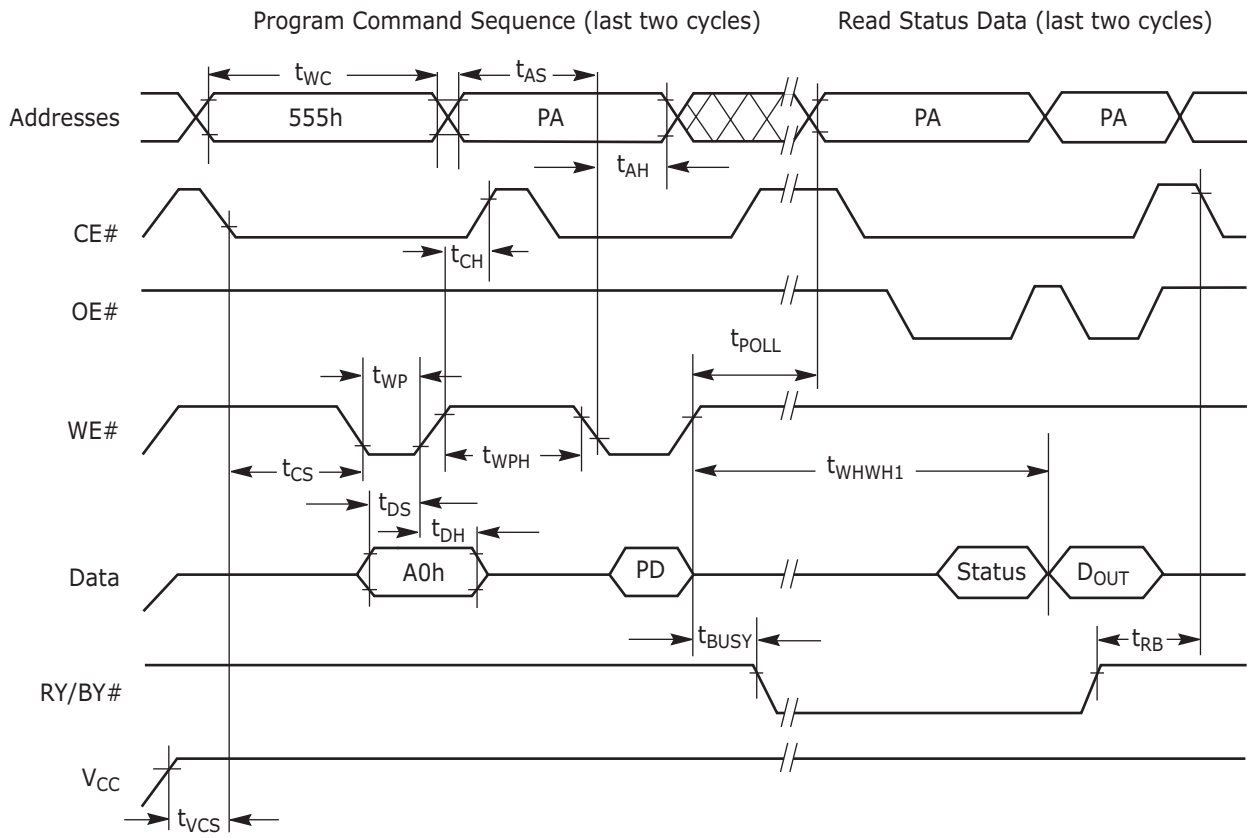 Program Command Sequence (last two cycles) Read Status Data (last two cycles)
tWC tAS
Addresses 555h PA PA PA
tAH
CE#
tCH
OE#
tPOLL
tWP
WE#
tCS tWPH tWHWH1
tDS
tDH
Data A0h PD Status DOUT
tBUSY tRB
RY/BY#
VCC
tVCS